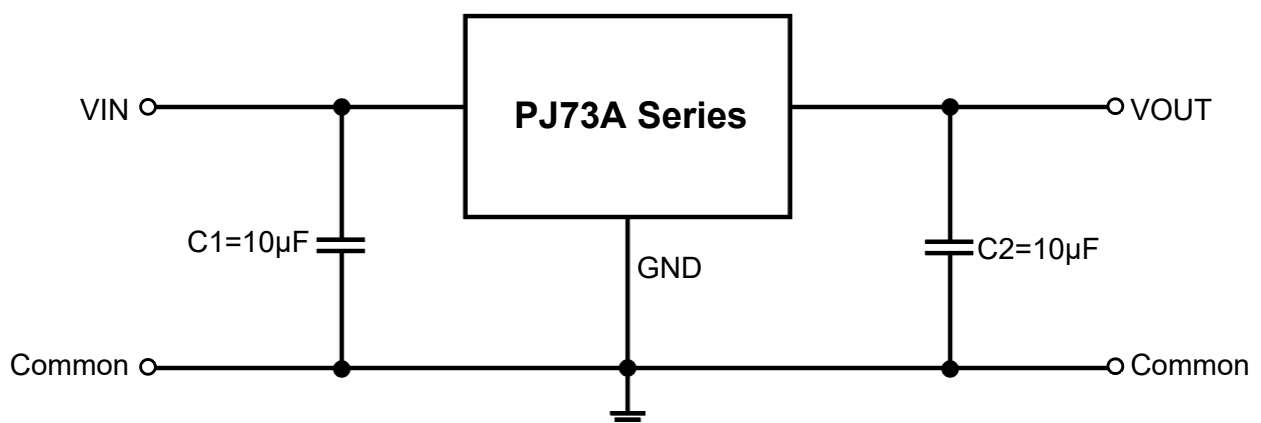 PJ73A Series
VIN
VOUT
C1=10µF
C2=10µF
GND
Common
Common